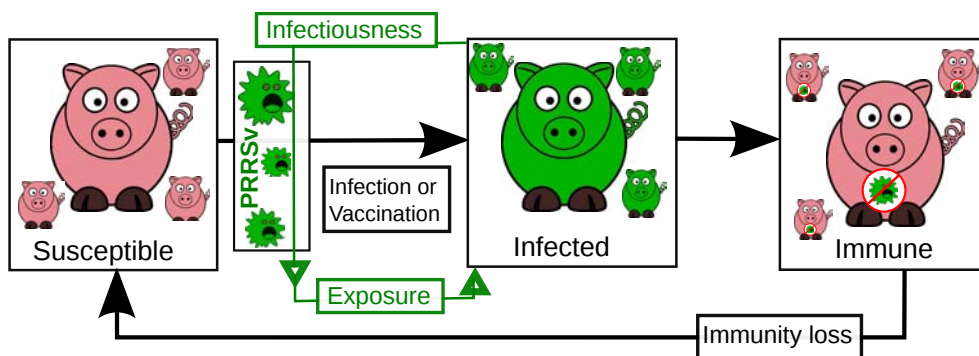 Infectiousness
PRRSv
Infection or
Vaccination
Susceptible
Infected
Immune
Exposure
Immunity loss